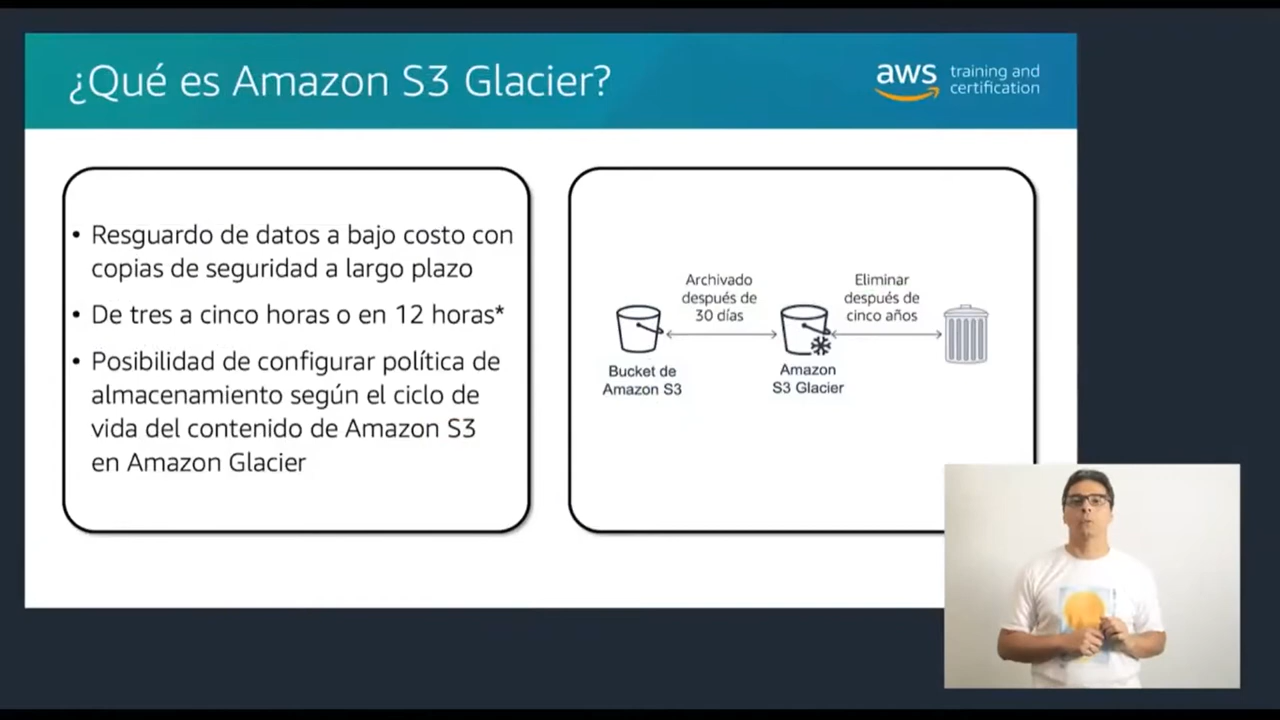 ¿Qué es Amazon S3 Glacier?
aws training and
certification
• Resguardo de datos a bajo costo con
copias de seguridad a largo plazo
• De tres a cinco horas o en 12 horas*
• Posibilidad de configurar política de
almacenamiento según el ciclo de
vida del contenido de Amazon S3
en Amazon Glacier
Archivado
después de
30 días
Eliminar
después de
cinco años
Bucket de
Amazon S3
Amazon
S3 Glacier